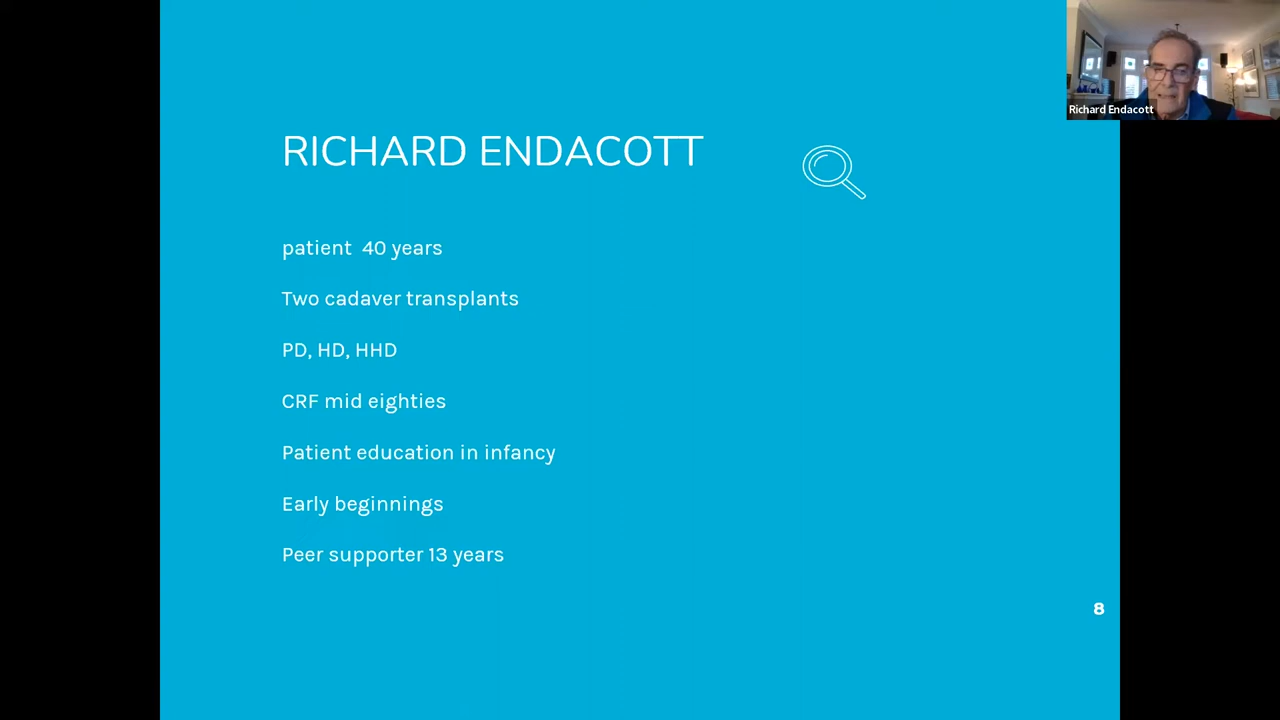 Richard Endacott
RICHARD ENDACOTT
patient 40 years
Two cadaver transplants
PD, HD, HHD
CRF mid eighties
Patient education in infancy
Early beginnings
Peer supporter 13 years
8